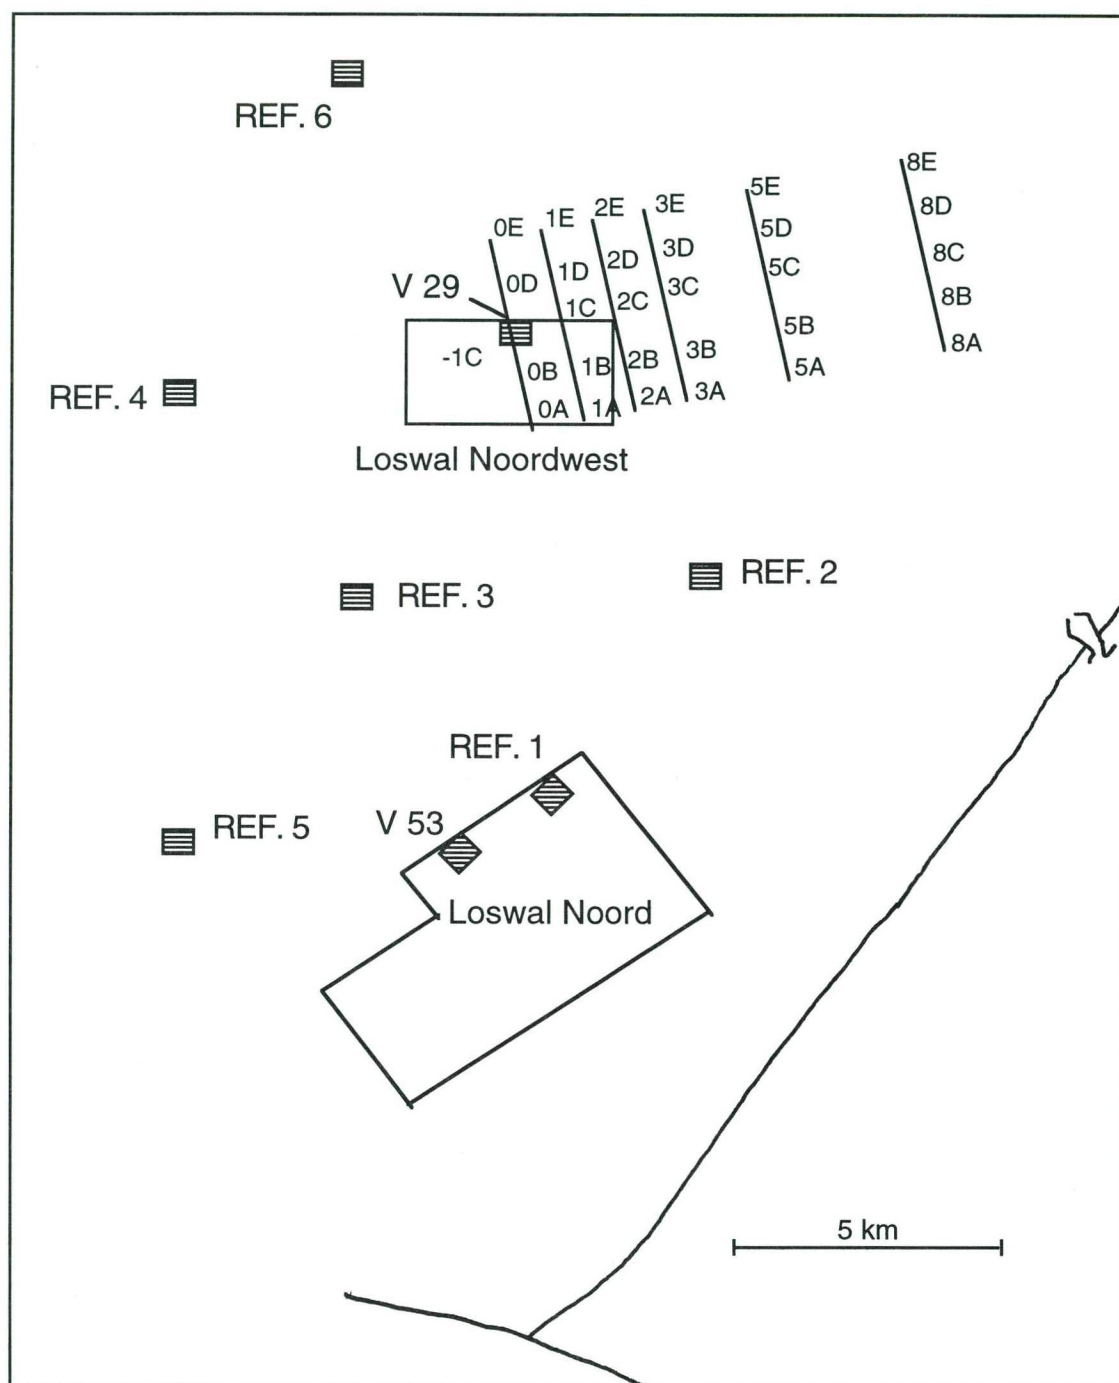 REF. 6
8E
8D
8C
8B
8A
5E
5D
5C
5B
5A
3E
3D
3C
3B
3A
2E
2D
2C
2B
2A
1E
1D
1C
1B
1A
0E
0D
0B
0A
V 29
-1C
REF. 4
Loswal Noordwest
REF. 2
REF. 3
REF. 1
V 53
REF. 5
Loswal Noord
5 km